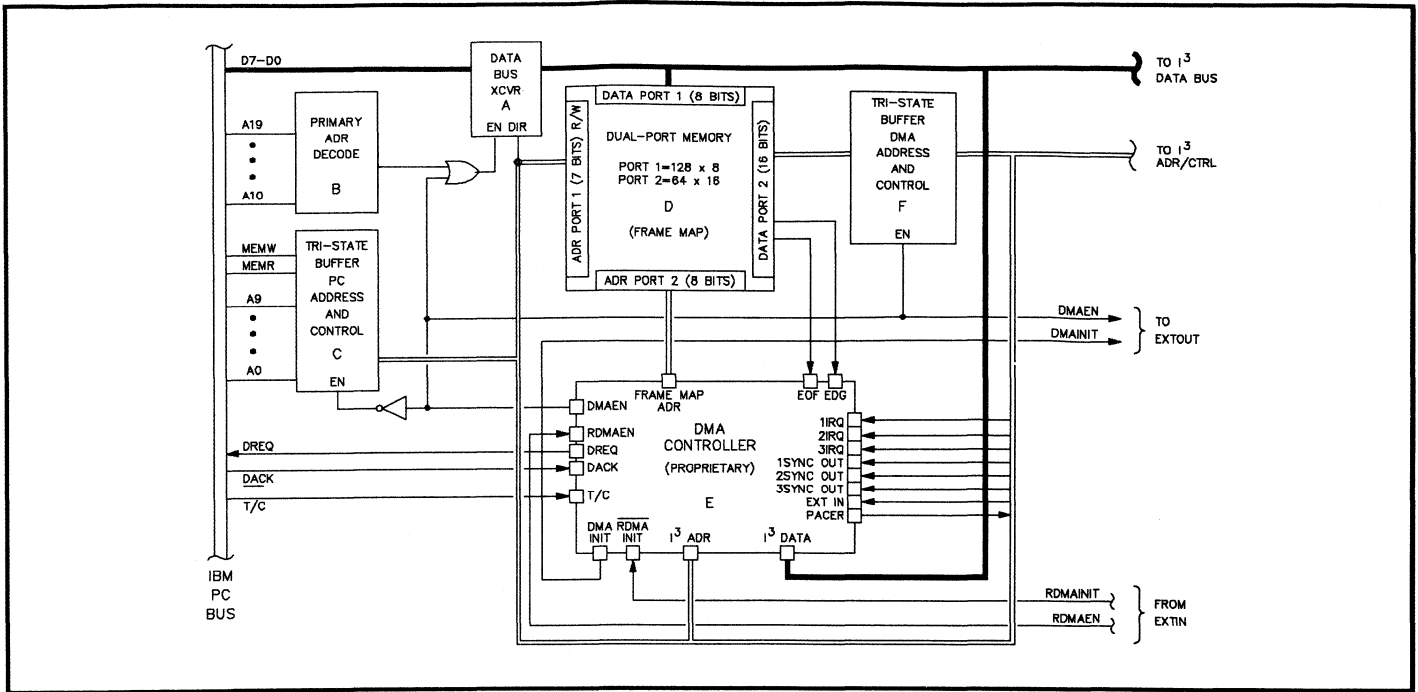 D7-D0
DATA
BUS
XCVR
A
EN DIR
TO I³
DATA BUS
A19
A10
PRIMARY
ADR
DECODE
B
DATA PORT 1 (8 BITS)
ADR PORT 1 (7 BITS) R/W
DUAL-PORT MEMORY
PORT 1=128 x 8
PORT 2=64 x 16
D
(FRAME MAP)
DATA PORT 2 (16 BITS)
ADR PORT 2 (8 BITS)
TRI-STATE
BUFFER
DMA
ADDRESS
AND
CONTROL
F
EN
TO I³
ADR/CTRL
MEMW
MEMR
A9
A0
TRI-STATE
BUFFER
PC
ADDRESS
AND
CONTROL
C
EN
DMAEN
DMAINIT
TO
EXTOUT
FRAME MAP
ADR
EOF EDG
DMAEN
RDMAEN
DREQ
DACK
T/C
DMA
CONTROLLER
(PROPRIETARY)
E
1IRQ
2IRQ
3IRQ
1SYNC OUT
2SYNC OUT
3SYNC OUT
EXT IN
PACER
DREQ
DACK
T/C
DMA
INIT
RDMA
INIT
I³ ADR
I³ DATA
IBM
PC
BUS
RDMAINIT
RDMAEN
FROM
EXTIN